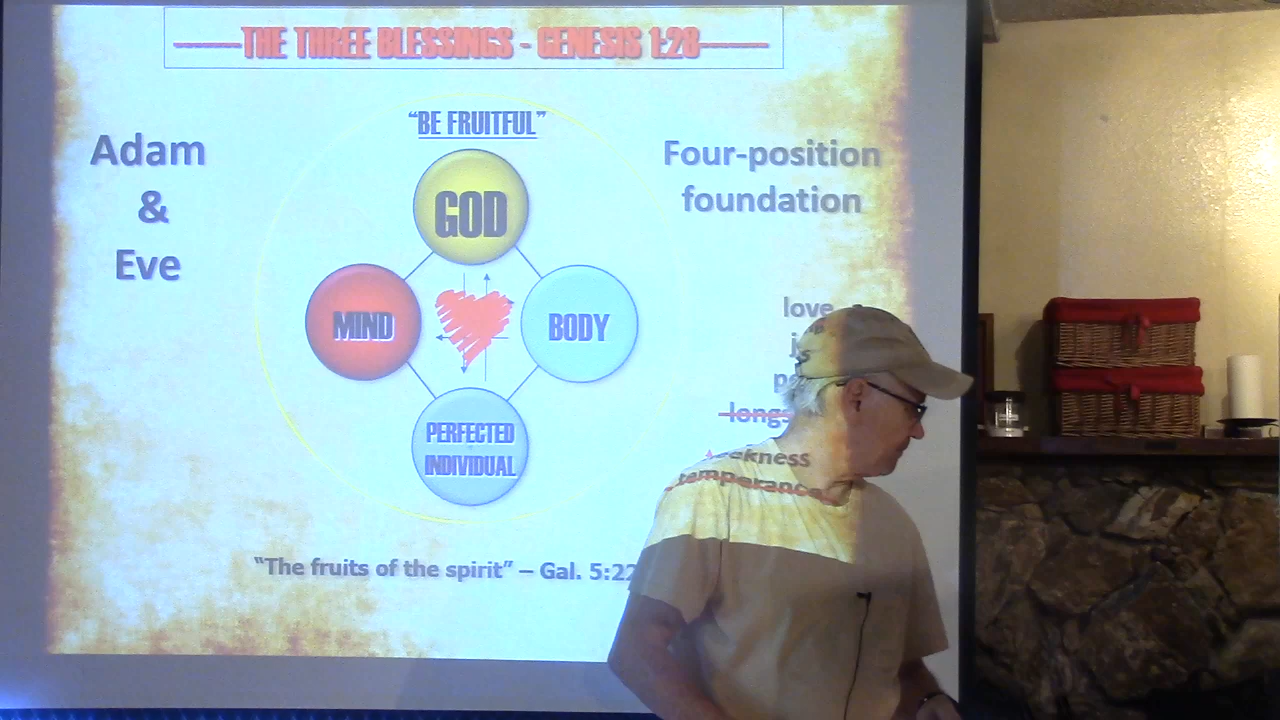 THE THREE BLESSINGS - GENESIS 1:28
"BE FRUITFUL"
Adam
&
Eve
GOD
MIND
BODY
PERFECTED
INDIVIDUAL
Four-position
foundation
love
longs
temperance
"The fruits of the spirit" – Gal. 5:22